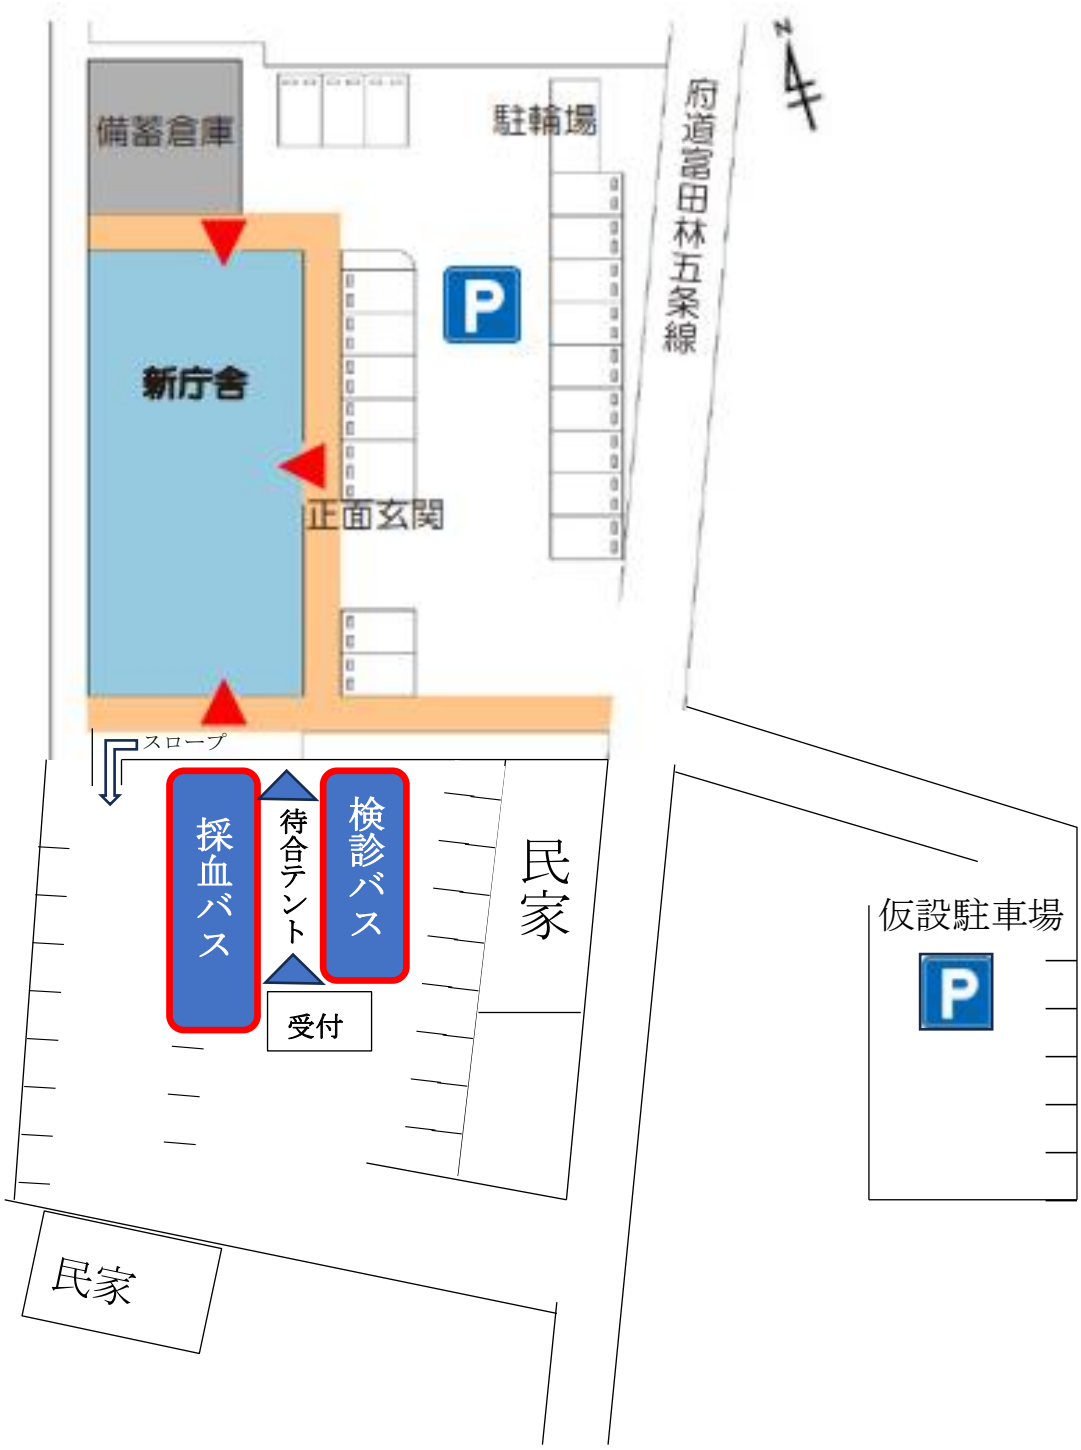 N
備蓄倉庫
駐輪場
府道富田林五条線
P
新庁舎
正面玄関
スロープ
採血バス
待合テント
検診バス
民家
受付
仮設駐車場
P
民家